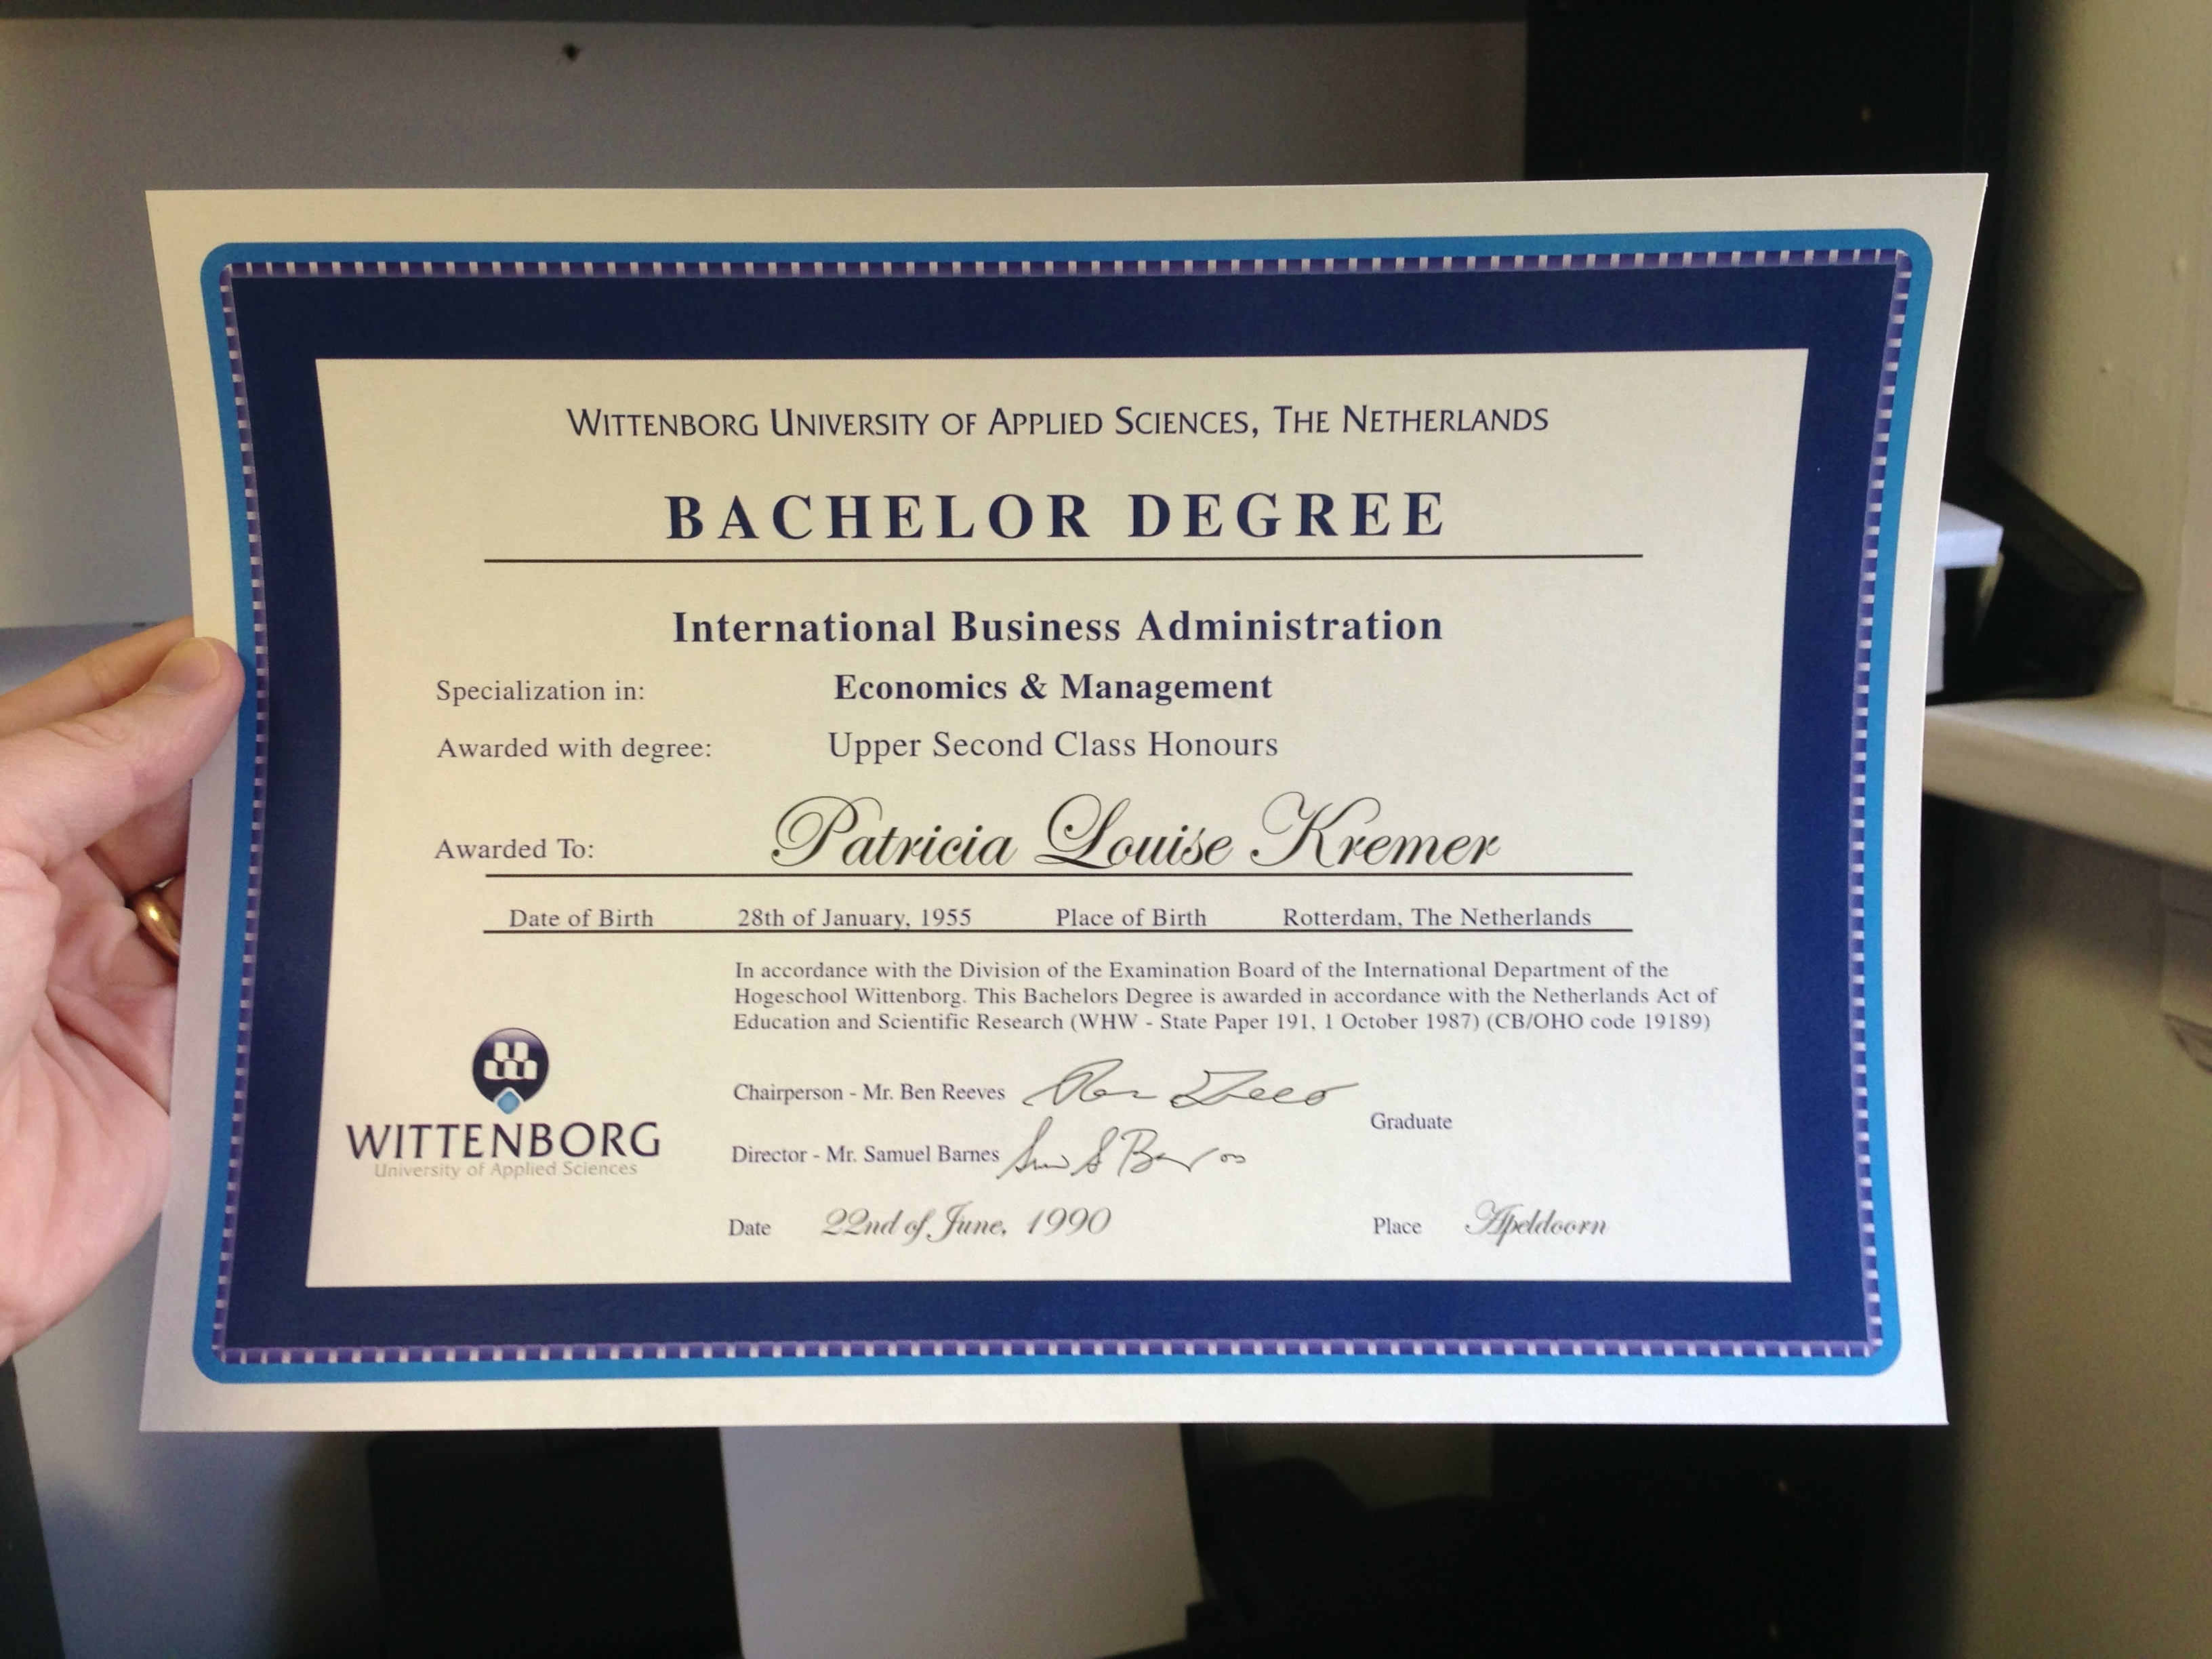 WITTENBORG UNIVERSITY OF APPLIED SCIENCES, THE NETHERLANDS
BACHELOR DEGREE
International Business Administration
Specialization in: Economics & Management
Awarded with degree: Upper Second Class Honours
Awarded To: Patricia Louise Kremer
Date of Birth 28th of January, 1955 Place of Birth Rotterdam, The Netherlands
In accordance with the Division of the Examination Board of the International Department of the
Hogeschool Wittenborg. This Bachelors Degree is awarded in accordance with the Netherlands Act of
Education and Scientific Research (WHW - State Paper 191, 1 October 1987) (CB/OHO code 19189)
WITTENBORG
University of Applied Sciences
Chairperson - Mr. Ben Reeves
Graduate
Director - Mr. Samuel Barnes
Date 22nd of June, 1990 Place Apeldoorn